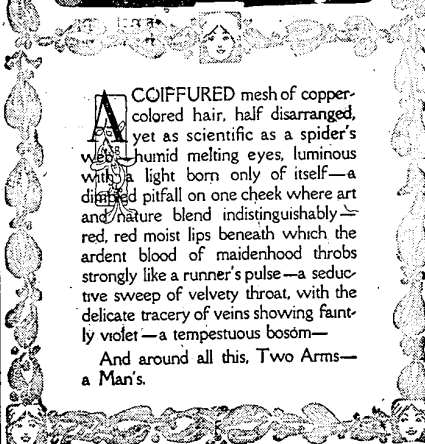 A COIFFURED mesh of copper-
colored hair, half disarranged,
yet as scientific as a spider's
web—humid melting eyes, luminous
with a light born only of itself—a
dimpled pitfall on one cheek where art
and nature blend indistinguishably—
red, red moist lips beneath which the
ardent blood of maidenhood throbs
strongly like a runner's pulse—a seduc-
tive sweep of velvety throat, with the
delicate tracery of veins showing faint-
ly violet—a tempestuous bosom—
And around all this, Two Arms—
a Man's.